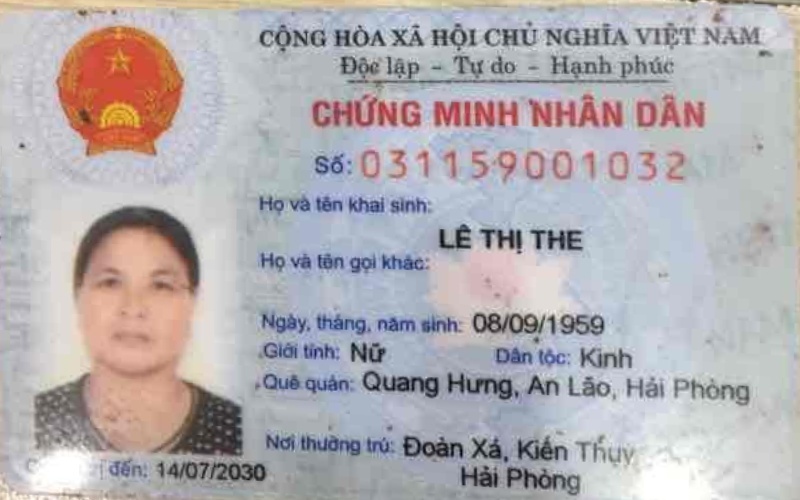 CỘNG HÒA XÃ HỘI CHỦ NGHĨA VIỆT NAM
Độc lập - Tự do - Hạnh phúc
CHỨNG MINH NHÂN DÂN
Số: 031159001032
Họ và tên khai sinh:
LÊ THỊ THE
Họ và tên gọi khác:
Ngày, tháng, năm sinh: 08/09/1959
Giới tính: Nữ Dân tộc: Kinh
Quê quán: Quang Hưng, An Lão, Hải Phòng
Nơi thường trú: Đoàn Xá, Kiến Thụy
Hải Phòng
đến: 14/07/2030